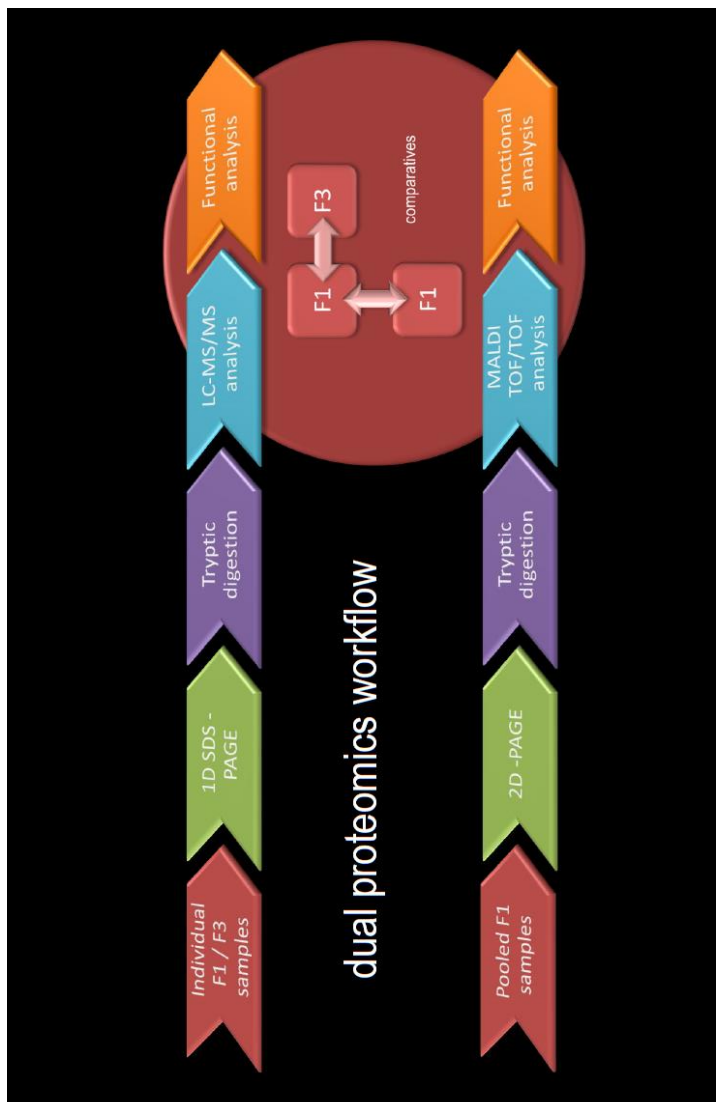 Individual
F1 / F3
samples
1D SDS -
PAGE
Tryptic
digestion
LC-MS/MS
analysis
Functional
analysis
F1
F3
F1
comparatives
dual proteomics workflow
Pooled F1
samples
2D -PAGE
Tryptic
digestion
MALDI
TOF/TOF
analysis
Functional
analysis